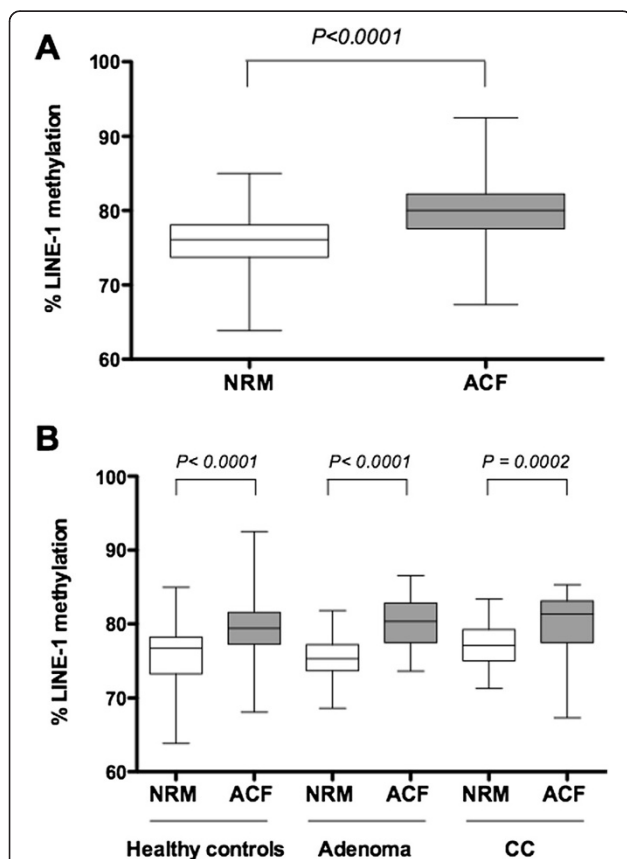 A
P<0.0001
% LINE-1 methylation
100
90
80
70
60
NRM ACF
B
P< 0.0001 P< 0.0001 P = 0.0002
% LINE-1 methylation
100
90
80
70
60
NRM ACF NRM ACF NRM ACF
Healthy controls Adenoma CC